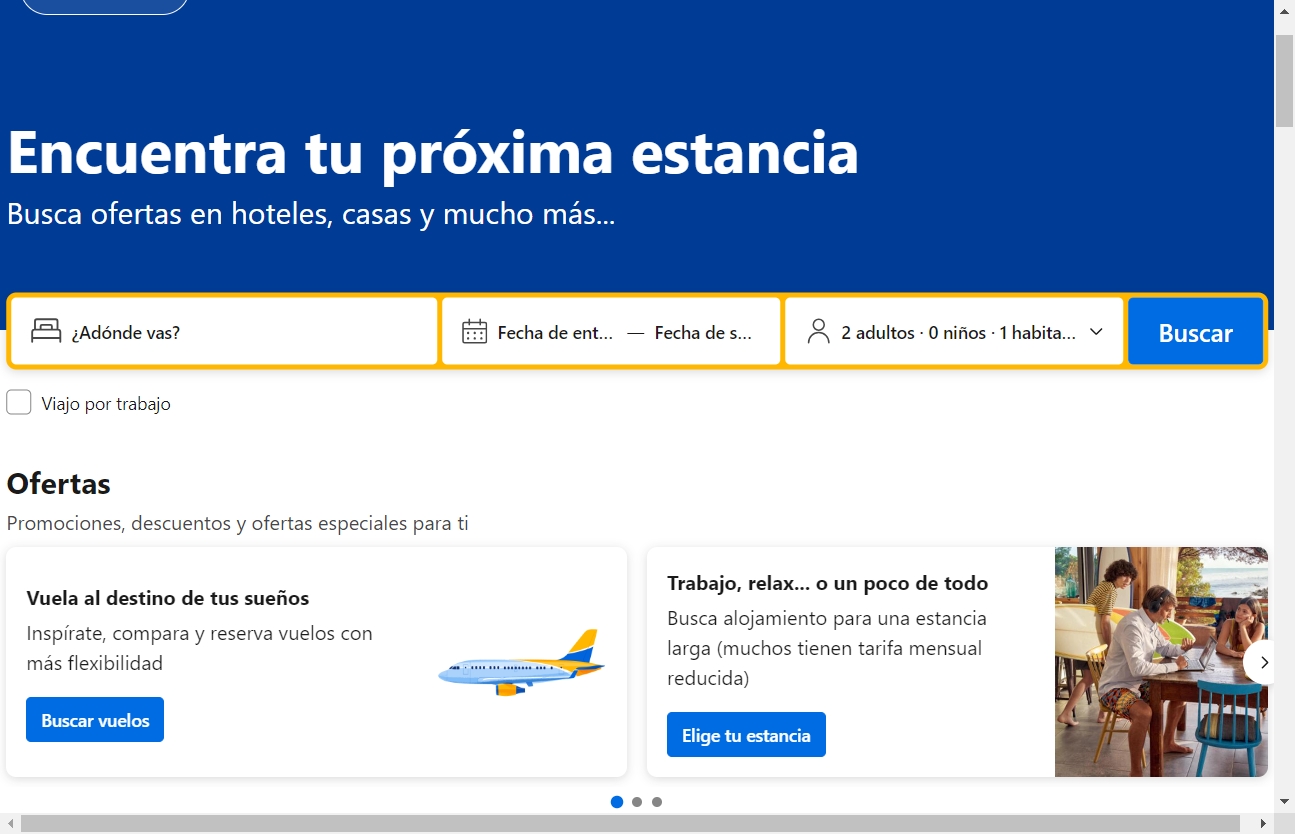 Encuentra tu próxima estancia
Busca ofertas en hoteles, casas y mucho más...
¿Adónde vas?
Fecha de ent... — Fecha de s...
2 adultos · 0 niños · 1 habita...
Buscar
Viajo por trabajo
Ofertas
Promociones, descuentos y ofertas especiales para ti
Vuela al destino de tus sueños
Inspírate, compara y reserva vuelos con
más flexibilidad
Buscar vuelos
Trabajo, relax... o un poco de todo
Busca alojamiento para una estancia
larga (muchos tienen tarifa mensual
reducida)
Elige tu estancia